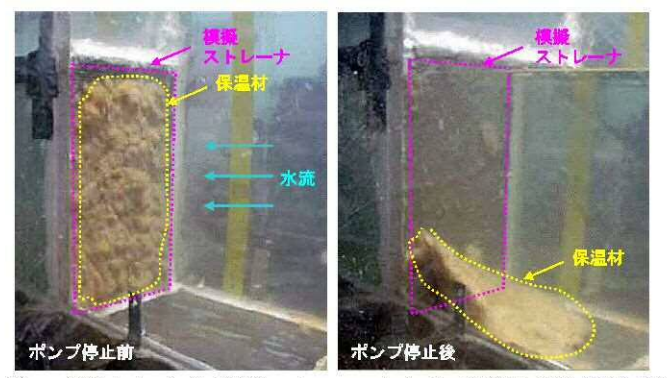 模擬
ストレーナ
保温材
水流
ポンプ停止前
模擬
ストレーナ
保温材
ポンプ停止後